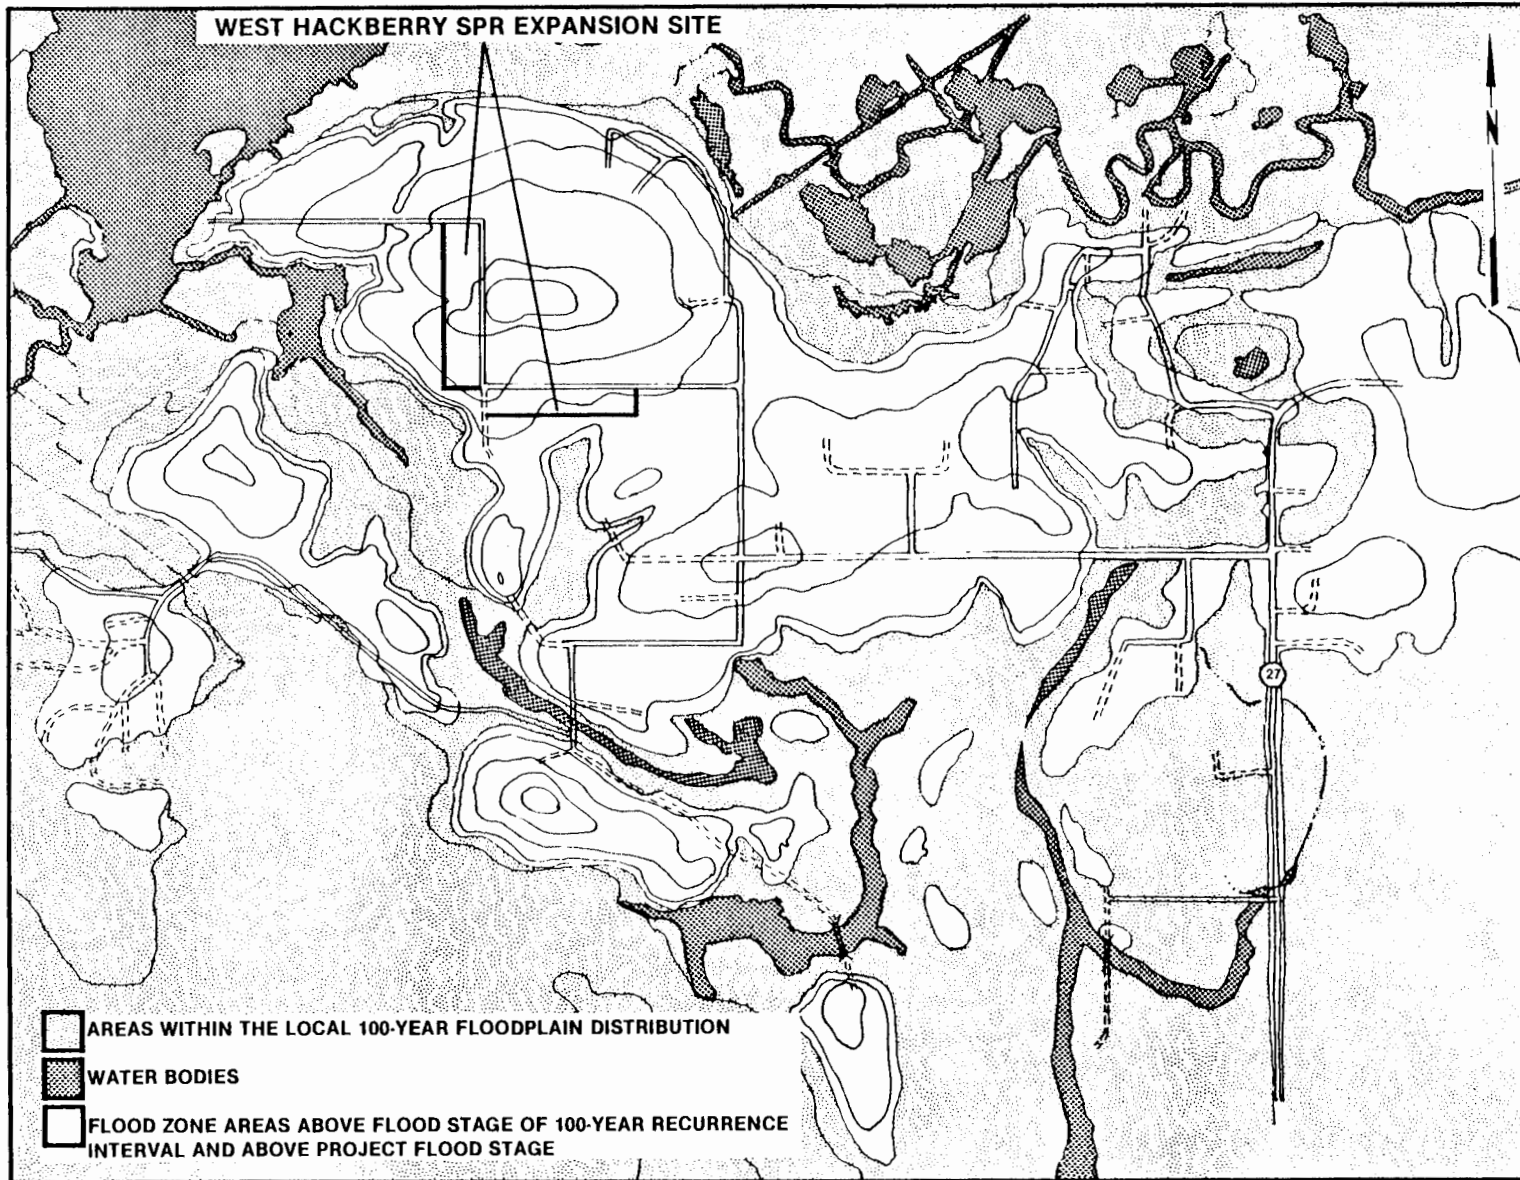 WEST HACKBERRY SPR EXPANSION SITE
N
27
AREAS WITHIN THE LOCAL 100-YEAR FLOODPLAIN DISTRIBUTION
WATER BODIES
FLOOD ZONE AREAS ABOVE FLOOD STAGE OF 100-YEAR RECURRENCE
INTERVAL AND ABOVE PROJECT FLOOD STAGE